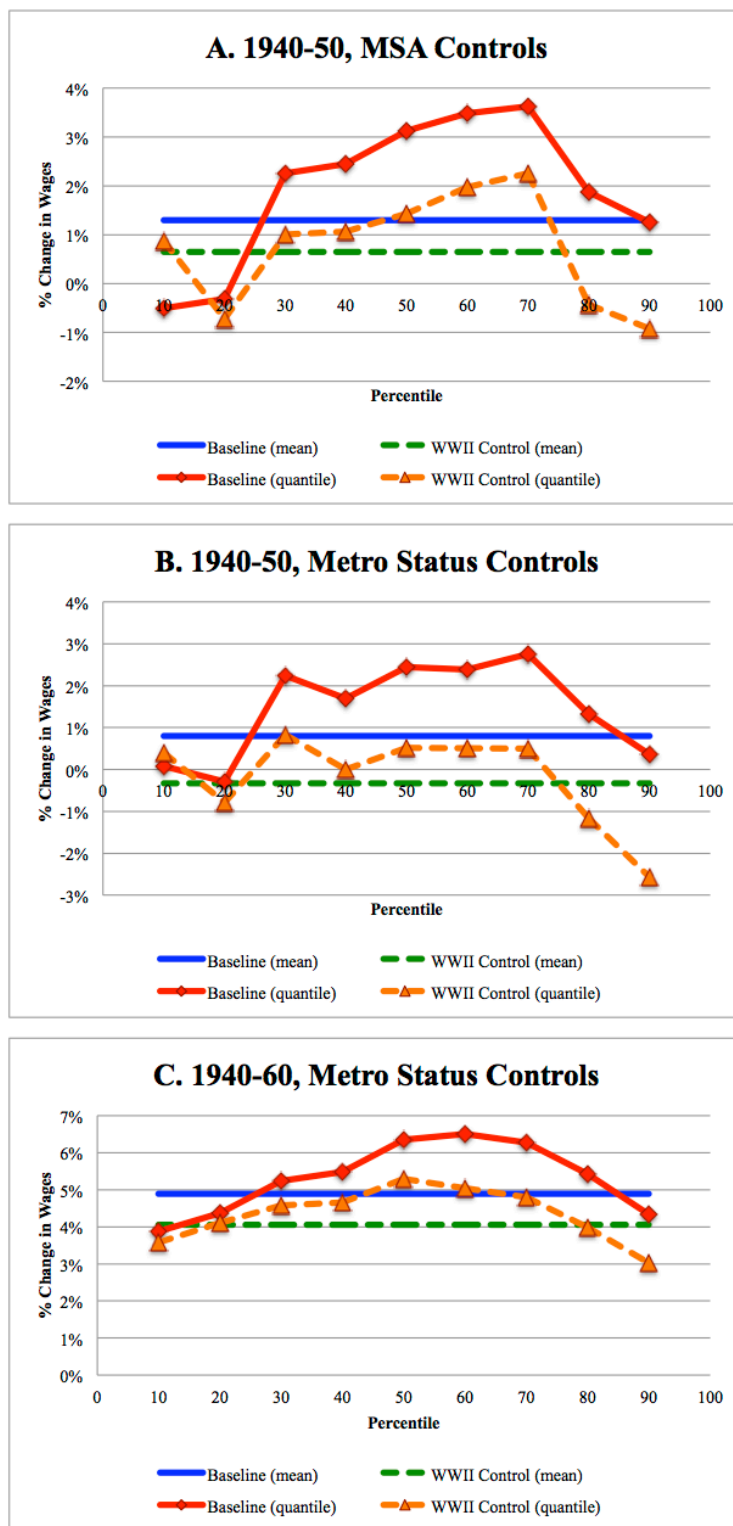 A. 1940-50, MSA Controls
4%
3%
2%
1%
0%
-1%
-2%
% Change in Wages
0 10 20 30 40 50 60 70 80 90 100
Percentile
Baseline (mean) WWII Control (mean)
Baseline (quantile) WWII Control (quantile)
B. 1940-50, Metro Status Controls
4%
3%
2%
1%
0%
-1%
-2%
-3%
% Change in Wages
0 10 20 30 40 50 60 70 80 90 100
Percentile
Baseline (mean) WWII Control (mean)
Baseline (quantile) WWII Control (quantile)
C. 1940-60, Metro Status Controls
7%
6%
5%
4%
3%
2%
1%
0%
% Change in Wages
0 10 20 30 40 50 60 70 80 90 100
Percentile
Baseline (mean) WWII Control (mean)
Baseline (quantile) WWII Control (quantile)